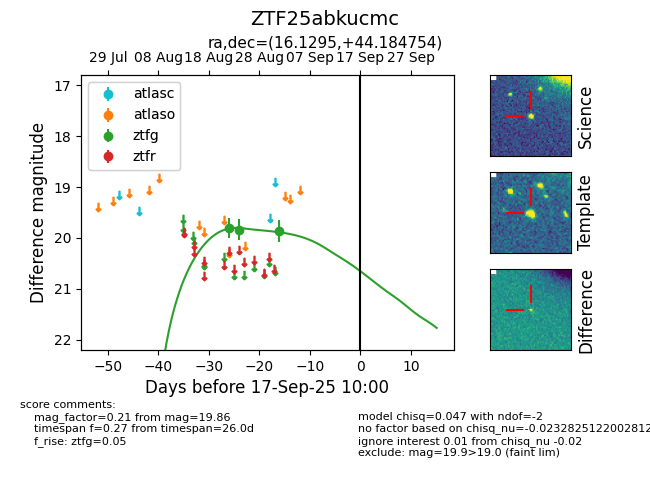 ZTF25abkucmc
ra,dec=(16.1295,+44.184754)
29 Jul 08 Aug 18 Aug 28 Aug 07 Sep 17 Sep 27 Sep
17
18
19
20
21
22
Difference magnitude
atlasc
atlaso
ztfg
ztfr
−50 −40 −30 −20 −10 0 10
Days before 17-Sep-25 10:00
Science
Template
Difference
score comments:
mag_factor=0.21 from mag=19.86
timespan f=0.27 from timespan=26.0d
f_rise: ztfg=0.05
model chisq=0.047 with ndof=-2
no factor based on chisq_nu=-0.0232825122002812
ignore interest 0.01 from chisq_nu -0.02
exclude: mag=19.9>19.0 (faint lim)